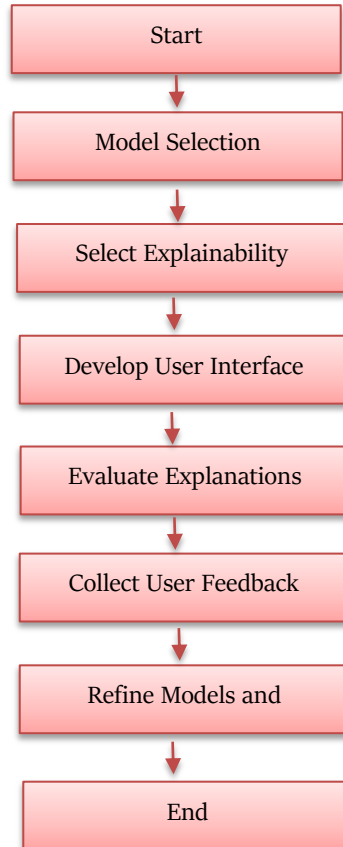 Start
Model Selection
Select Explainability
Develop User Interface
Evaluate Explanations
Collect User Feedback
Refine Models and
End